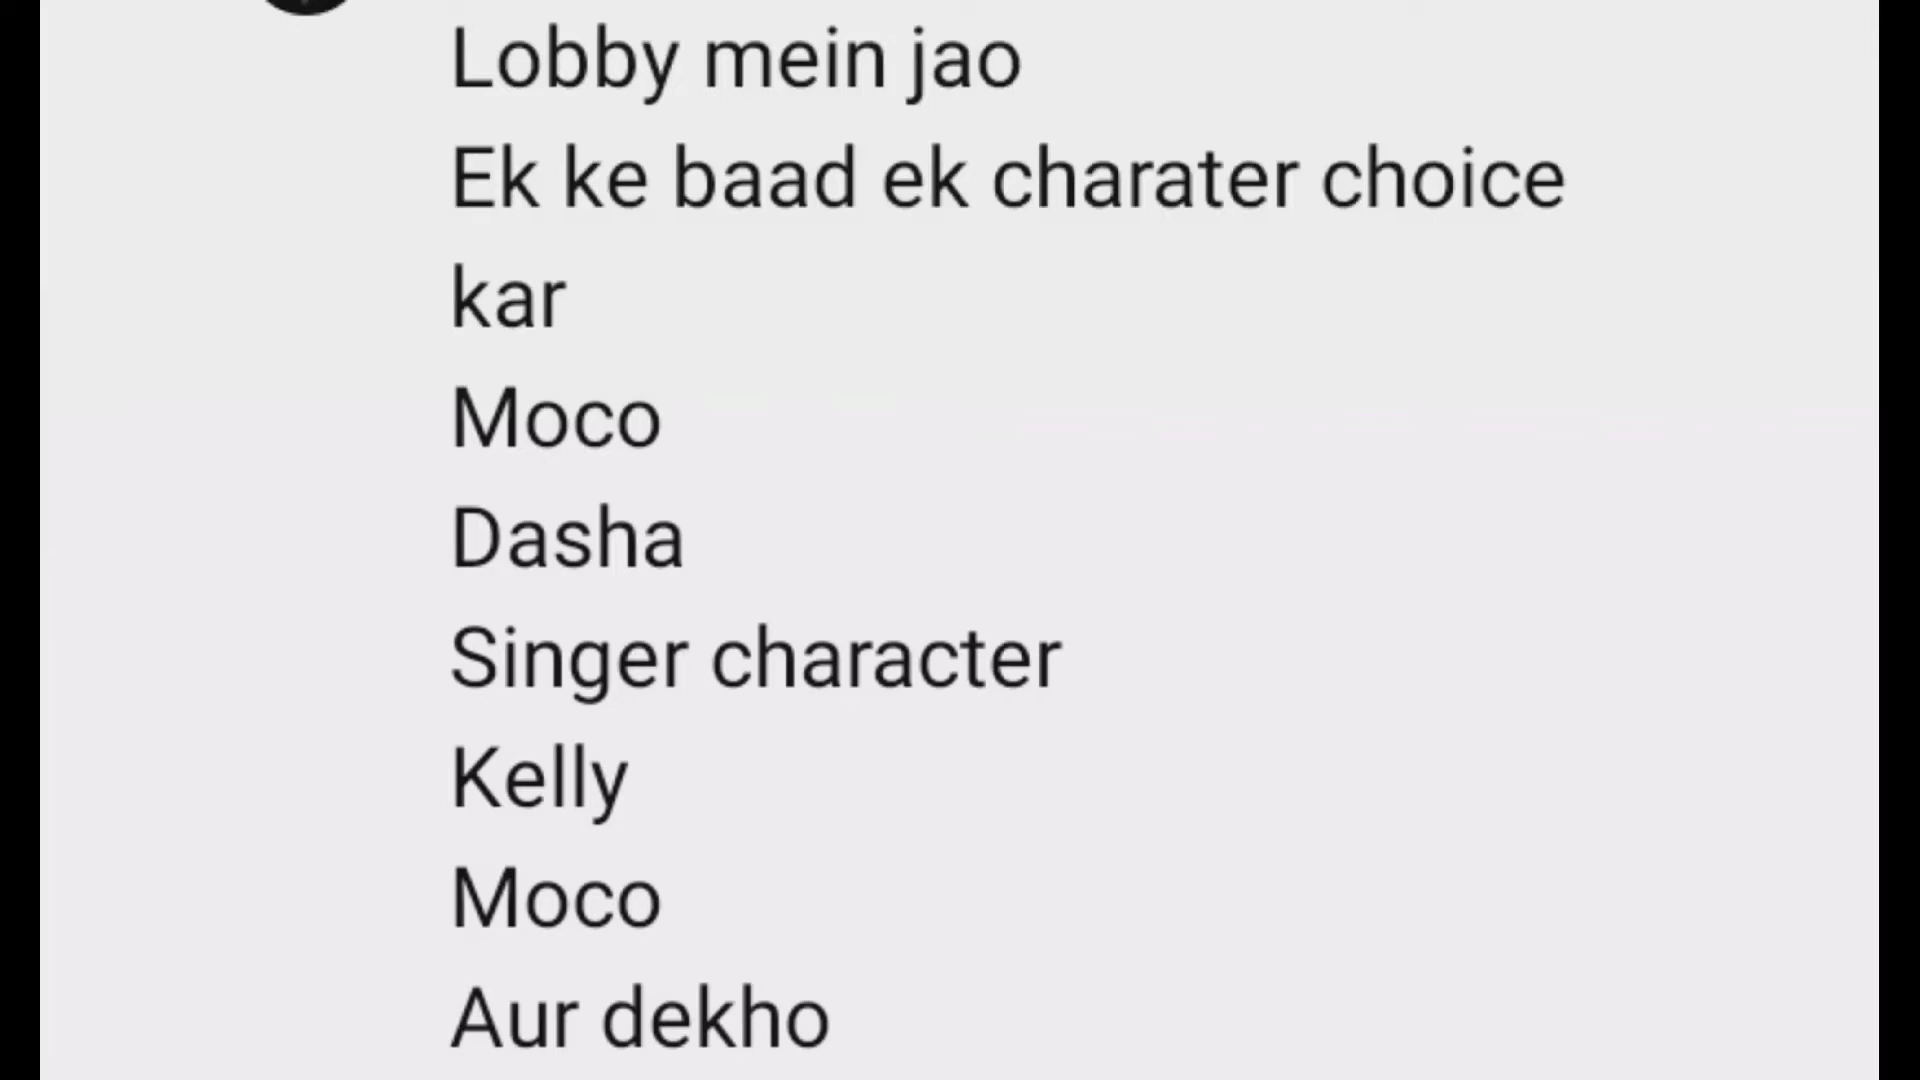 Lobby mein jao
Ek ke baad ek charater choice
kar
Moco
Dasha
Singer character
Kelly
Moco
Aur dekho